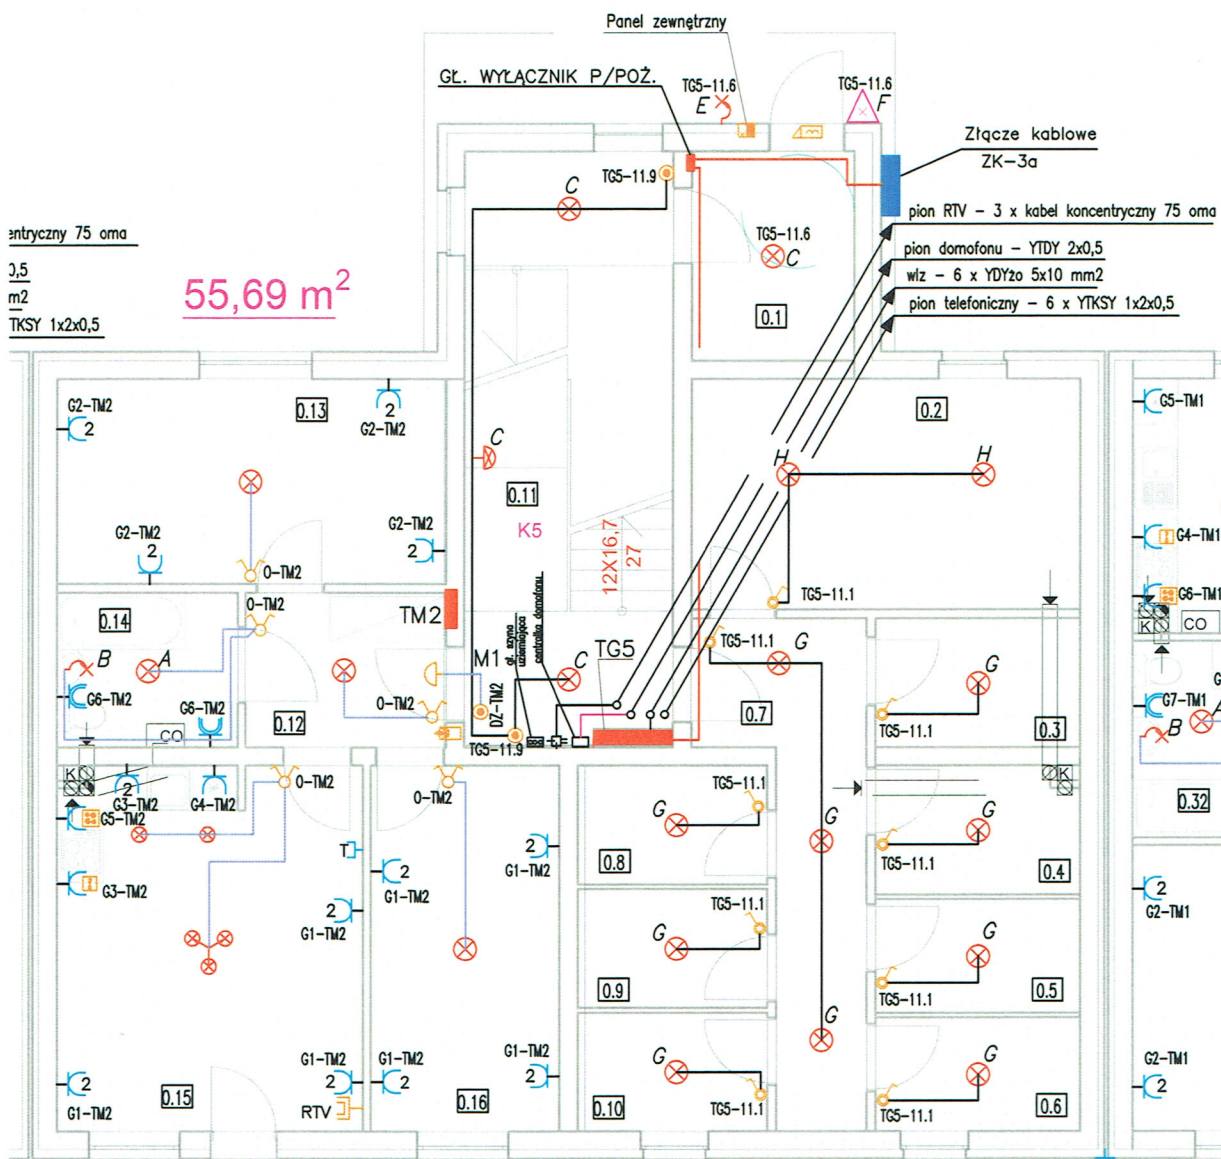 Panel zewnętrzny
GŁ. WYŁĄCZNIK P/POŻ.
TG5-11.6
E
TG5-11.6
F
Złącze kablowe
ZK-3a
TG5-11.9
C
TG5-11.6
C
0.1
pion RTV – 3 x kabel koncentryczny 75 oma
pion domofonu – YTDY 2x0,5
wlz – 6 x YDYżo 5x10 mm2
pion telefoniczny – 6 x YTKSY 1x2x0,5
entryczny 75 oma
0,5
m2
TKSY 1x2x0,5
55,69 m²
G2-TM2
2
0.13
2
G2-TM2
G2-TM2
2
G2-TM2
2
O-TM2
C
0.11
K5
12X16,7
27
0.2
H
H
G5-TM1
G4-TM1
G6-TM1
K
CO
TG5-11.1
0.14
O-TM2
TM2
B
A
G6-TM2
G6-TM2
CO
0.12
O-TM2
M1
DZ-TM2
gł. szyna
uziemiająca
centralka domofonu
TG5
C
TG5-11.9
TG5-11.1
G
0.7
G
TG5-11.1
0.3
G7-TM1
B
A
G
0.32
K
G3-TM2
2
G4-TM2
O-TM2
O-TM2
G5-TM2
G3-TM2
T
2
G1-TM2
2
G1-TM2
2
G1-TM2
TG5-11.1
G
0.8
G
K
G
TG5-11.1
0.4
TG5-11.1
G
0.9
G
TG5-11.1
0.5
2
G2-TM1
2
G1-TM2
0.15
G1-TM2
2
RTV
G1-TM2
2
0.16
G1-TM2
2
G
TG5-11.1
0.10
G
G
TG5-11.1
0.6
G2-TM1
2